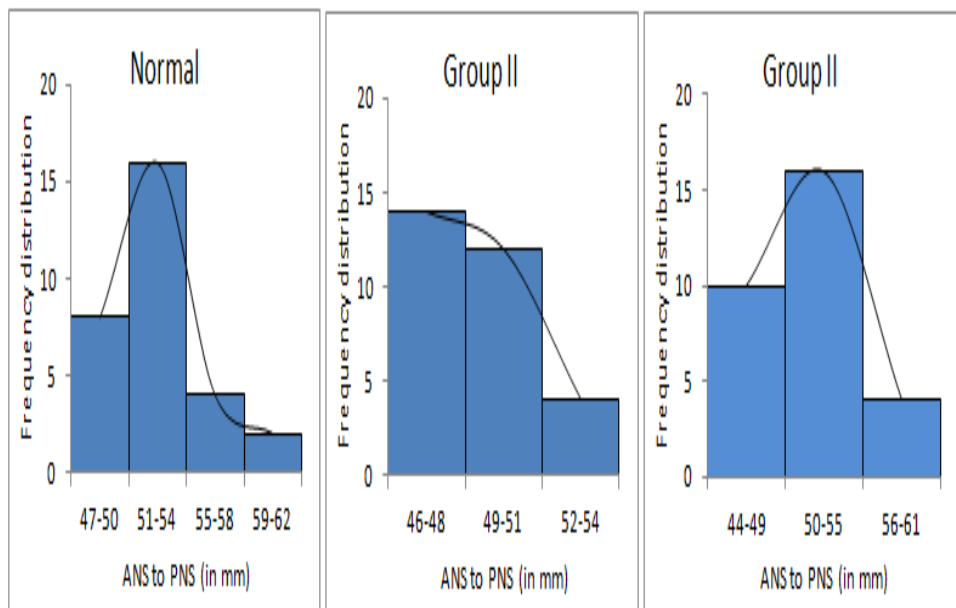 Normal
Frequency distribution
20
15
10
5
0
47-50 51-54 55-58 59-62
ANS to PNS (in mm)
Group II
Frequency distribution
20
15
10
5
0
46-48 49-51 52-54
ANS to PNS (in mm)
Group II
Frequency distribution
20
15
10
5
0
44-49 50-55 56-61
ANS to PNS (in mm)